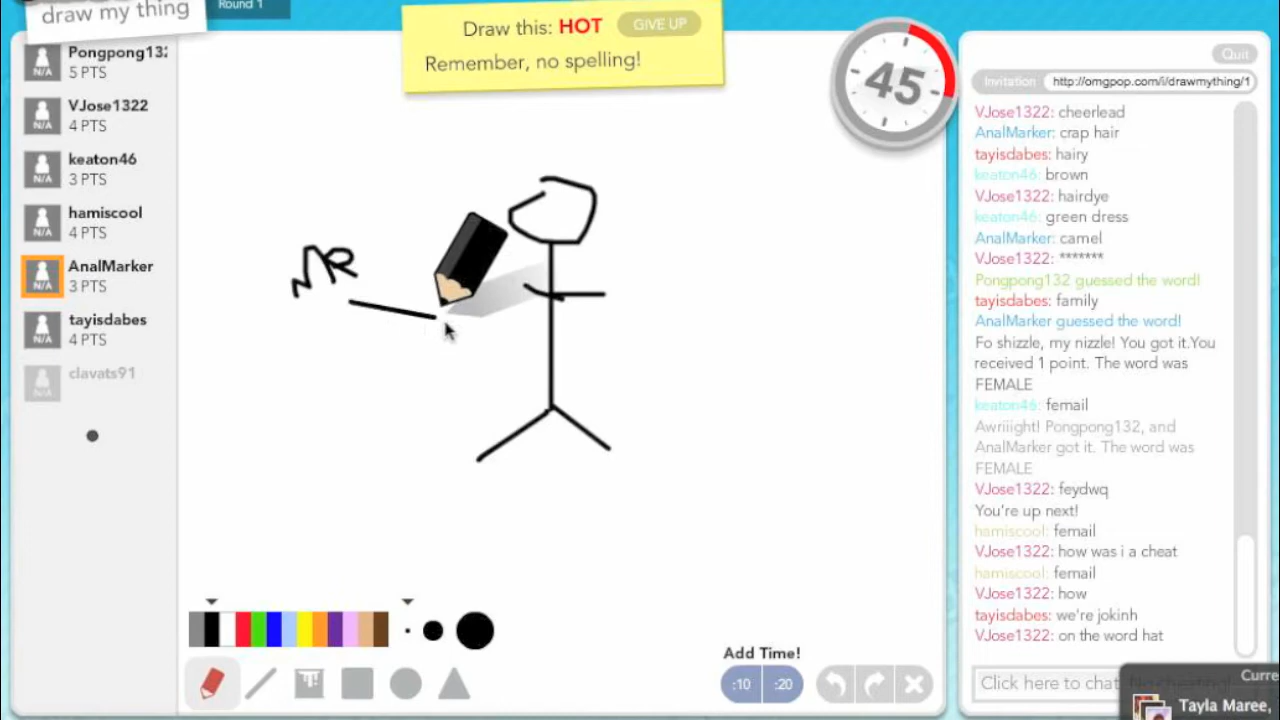 draw my thing
Round 1
Draw this: HOT GIVE UP
Remember, no spelling!
45
Quit
Invitation http://omgpop.com/i/drawmything/1
Pongpong132
5 PTS
N/A
VJose1322
4 PTS
N/A
keaton46
3 PTS
N/A
hamiscool
4 PTS
N/A
AnalMarker
3 PTS
N/A
tayisdabes
4 PTS
N/A
clavats91
N/A
ME
VJose1322: cheerlead
AnalMarker: crap hair
tayisdabes: hairy
keaton46: brown
VJose1322: hairdye
keaton46: green dress
AnalMarker: camel
VJose1322: *******
Pongpong132 guessed the word!
tayisdabes: family
AnalMarker guessed the word!
Fo shizzle, my nizzle! You got it.You
received 1 point. The word was
FEMALE
keaton46: femail
Awriiight! Pongpong132, and
AnalMarker got it. The word was
FEMALE
VJose1322: feydwq
You're up next!
hamiscool: femail
VJose1322: how was i a cheat
hamiscool: femail
VJose1322: how
tayisdabes: we're jokinh
VJose1322: on the word hat
Click here to chat. No cheating!
Add Time!
:10 :20
Curre
Tayla Maree,